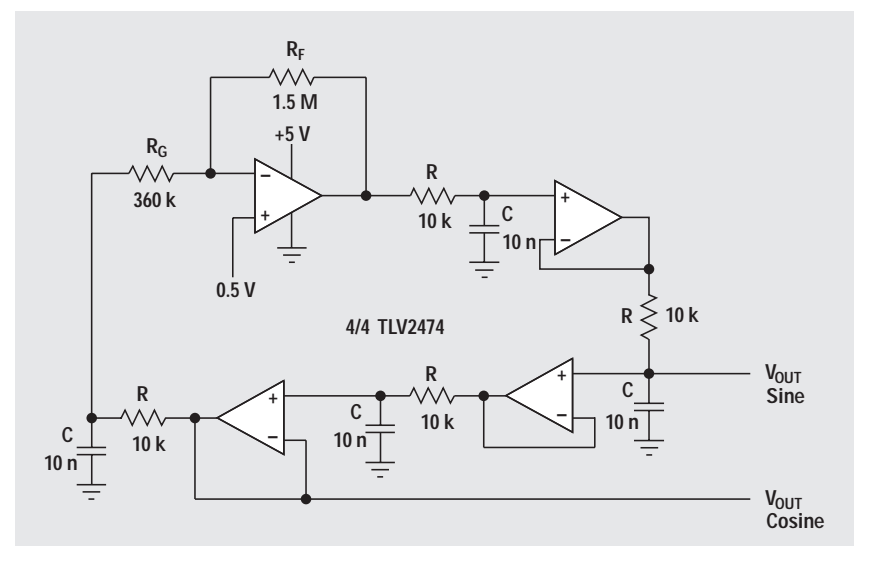 RF
1.5 M
+5 V
RG
360 k
−
+
0.5 V
R
10 k
C
10 n
+
−
R 10 k
4/4 TLV2474
VOUT
Sine
C
10 n
+
−
R
10 k
C
10 n
+
−
R
10 k
C
10 n
VOUT
Cosine